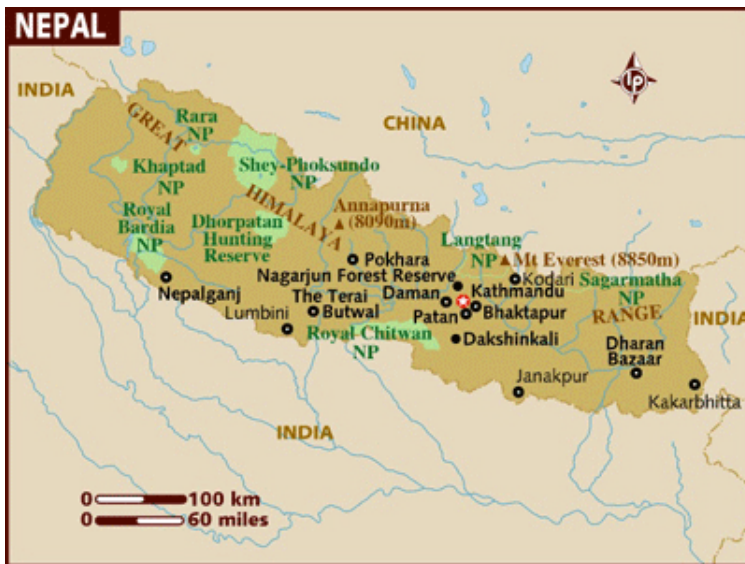 NEPAL
INDIA
CHINA
lp
GREAT
HIMALAYA
RANGE
Rara
NP
Khaptad
NP
Shey-Phoksundo
NP
Royal
Bardia
NP
Dhorpatan
Hunting
Reserve
Annapurna
(8090m)
Langtang
NP
Mt Everest (8850m)
Pokhara
Kodari
Sagarmatha
NP
Nagarjun Forest Reserve
Nepalganj
The Terai
Daman
Kathmandu
Lumbini
Butwal
Patan
Bhaktapur
INDIA
Royal Chitwan
NP
Dakshinkali
Dharan
Bazaar
Janakpur
Kakarbhitta
INDIA
0 100 km
0 60 miles